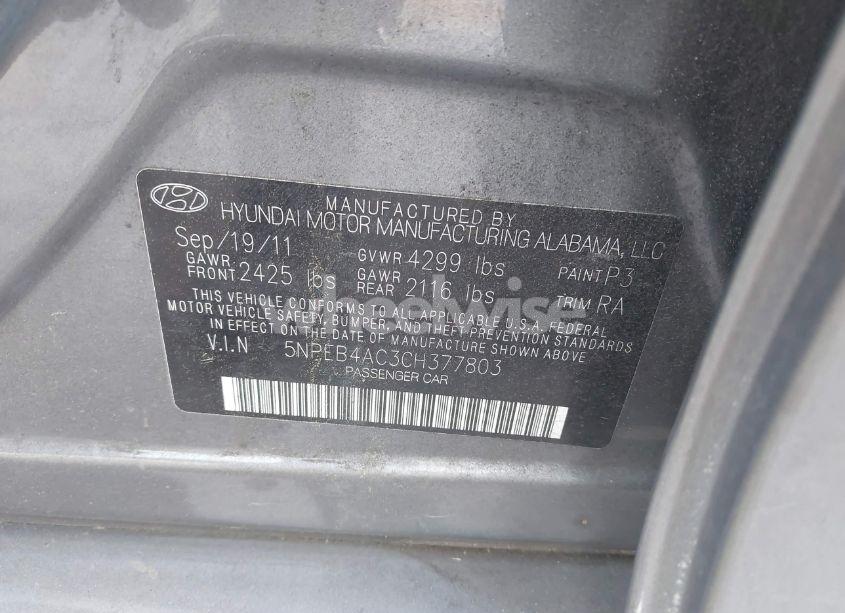 MANUFACTURED BY
HYUNDAI MOTOR MANUFACTURING ALABAMA, LLC
Sep/19/11 GVWR 4299 lbs PAINT P3
GAWR FRONT 2425 lbs GAWR REAR 2116 lbs TRIM RA
THIS VEHICLE CONFORMS TO ALL APPLICABLE U.S.A. FEDERAL
MOTOR VEHICLE SAFETY, BUMPER, AND THEFT PREVENTION STANDARDS
IN EFFECT ON THE DATE OF MANUFACTURE SHOWN ABOVE
V.I.N 5NPEB4AC3CH377803
PASSENGER CAR